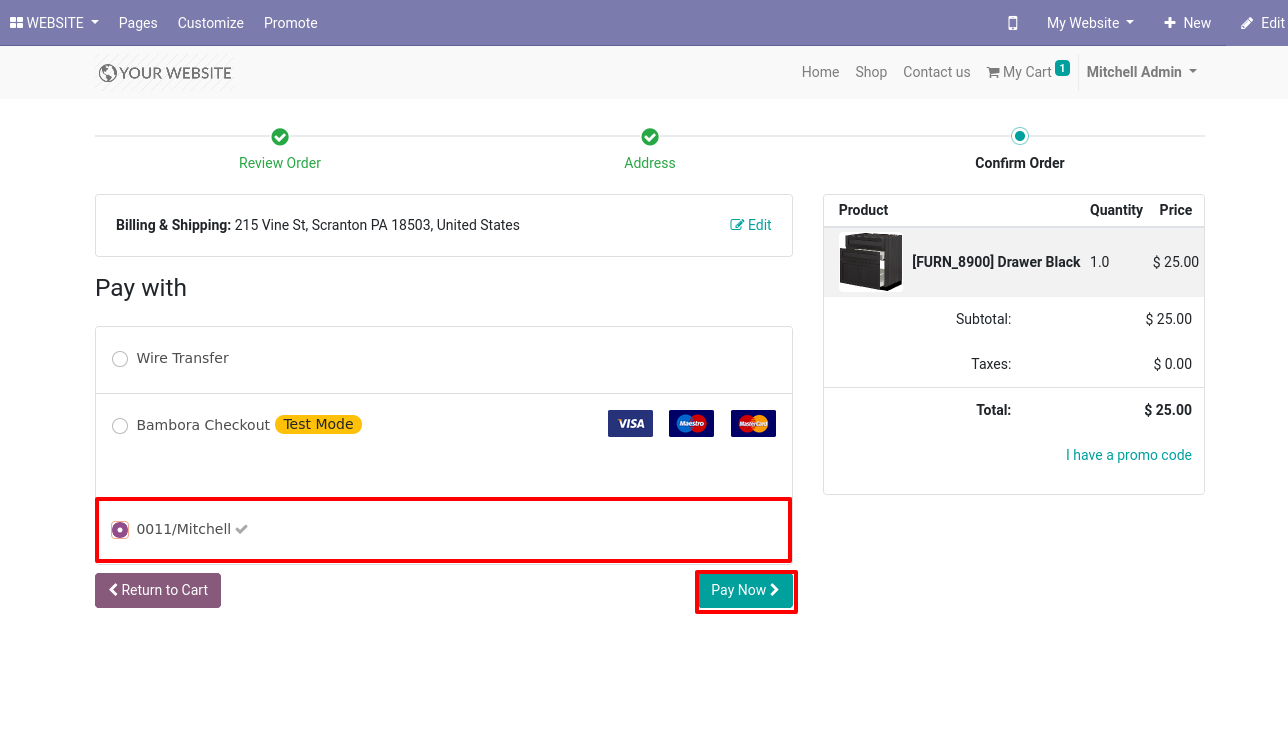 WEBSITE Pages Customize Promote My Website New Edit
YOUR WEBSITE Home Shop Contact us My Cart 1 Mitchell Admin
Review Order Address Confirm Order
Billing & Shipping: 215 Vine St, Scranton PA 18503, United States Edit
Pay with
Wire Transfer
Bambora Checkout Test Mode VISA Maestro MasterCard
0011/Mitchell
Return to Cart Pay Now
Product Quantity Price
[FURN_8900] Drawer Black 1.0 $ 25.00
Subtotal: $ 25.00
Taxes: $ 0.00
Total: $ 25.00
I have a promo code